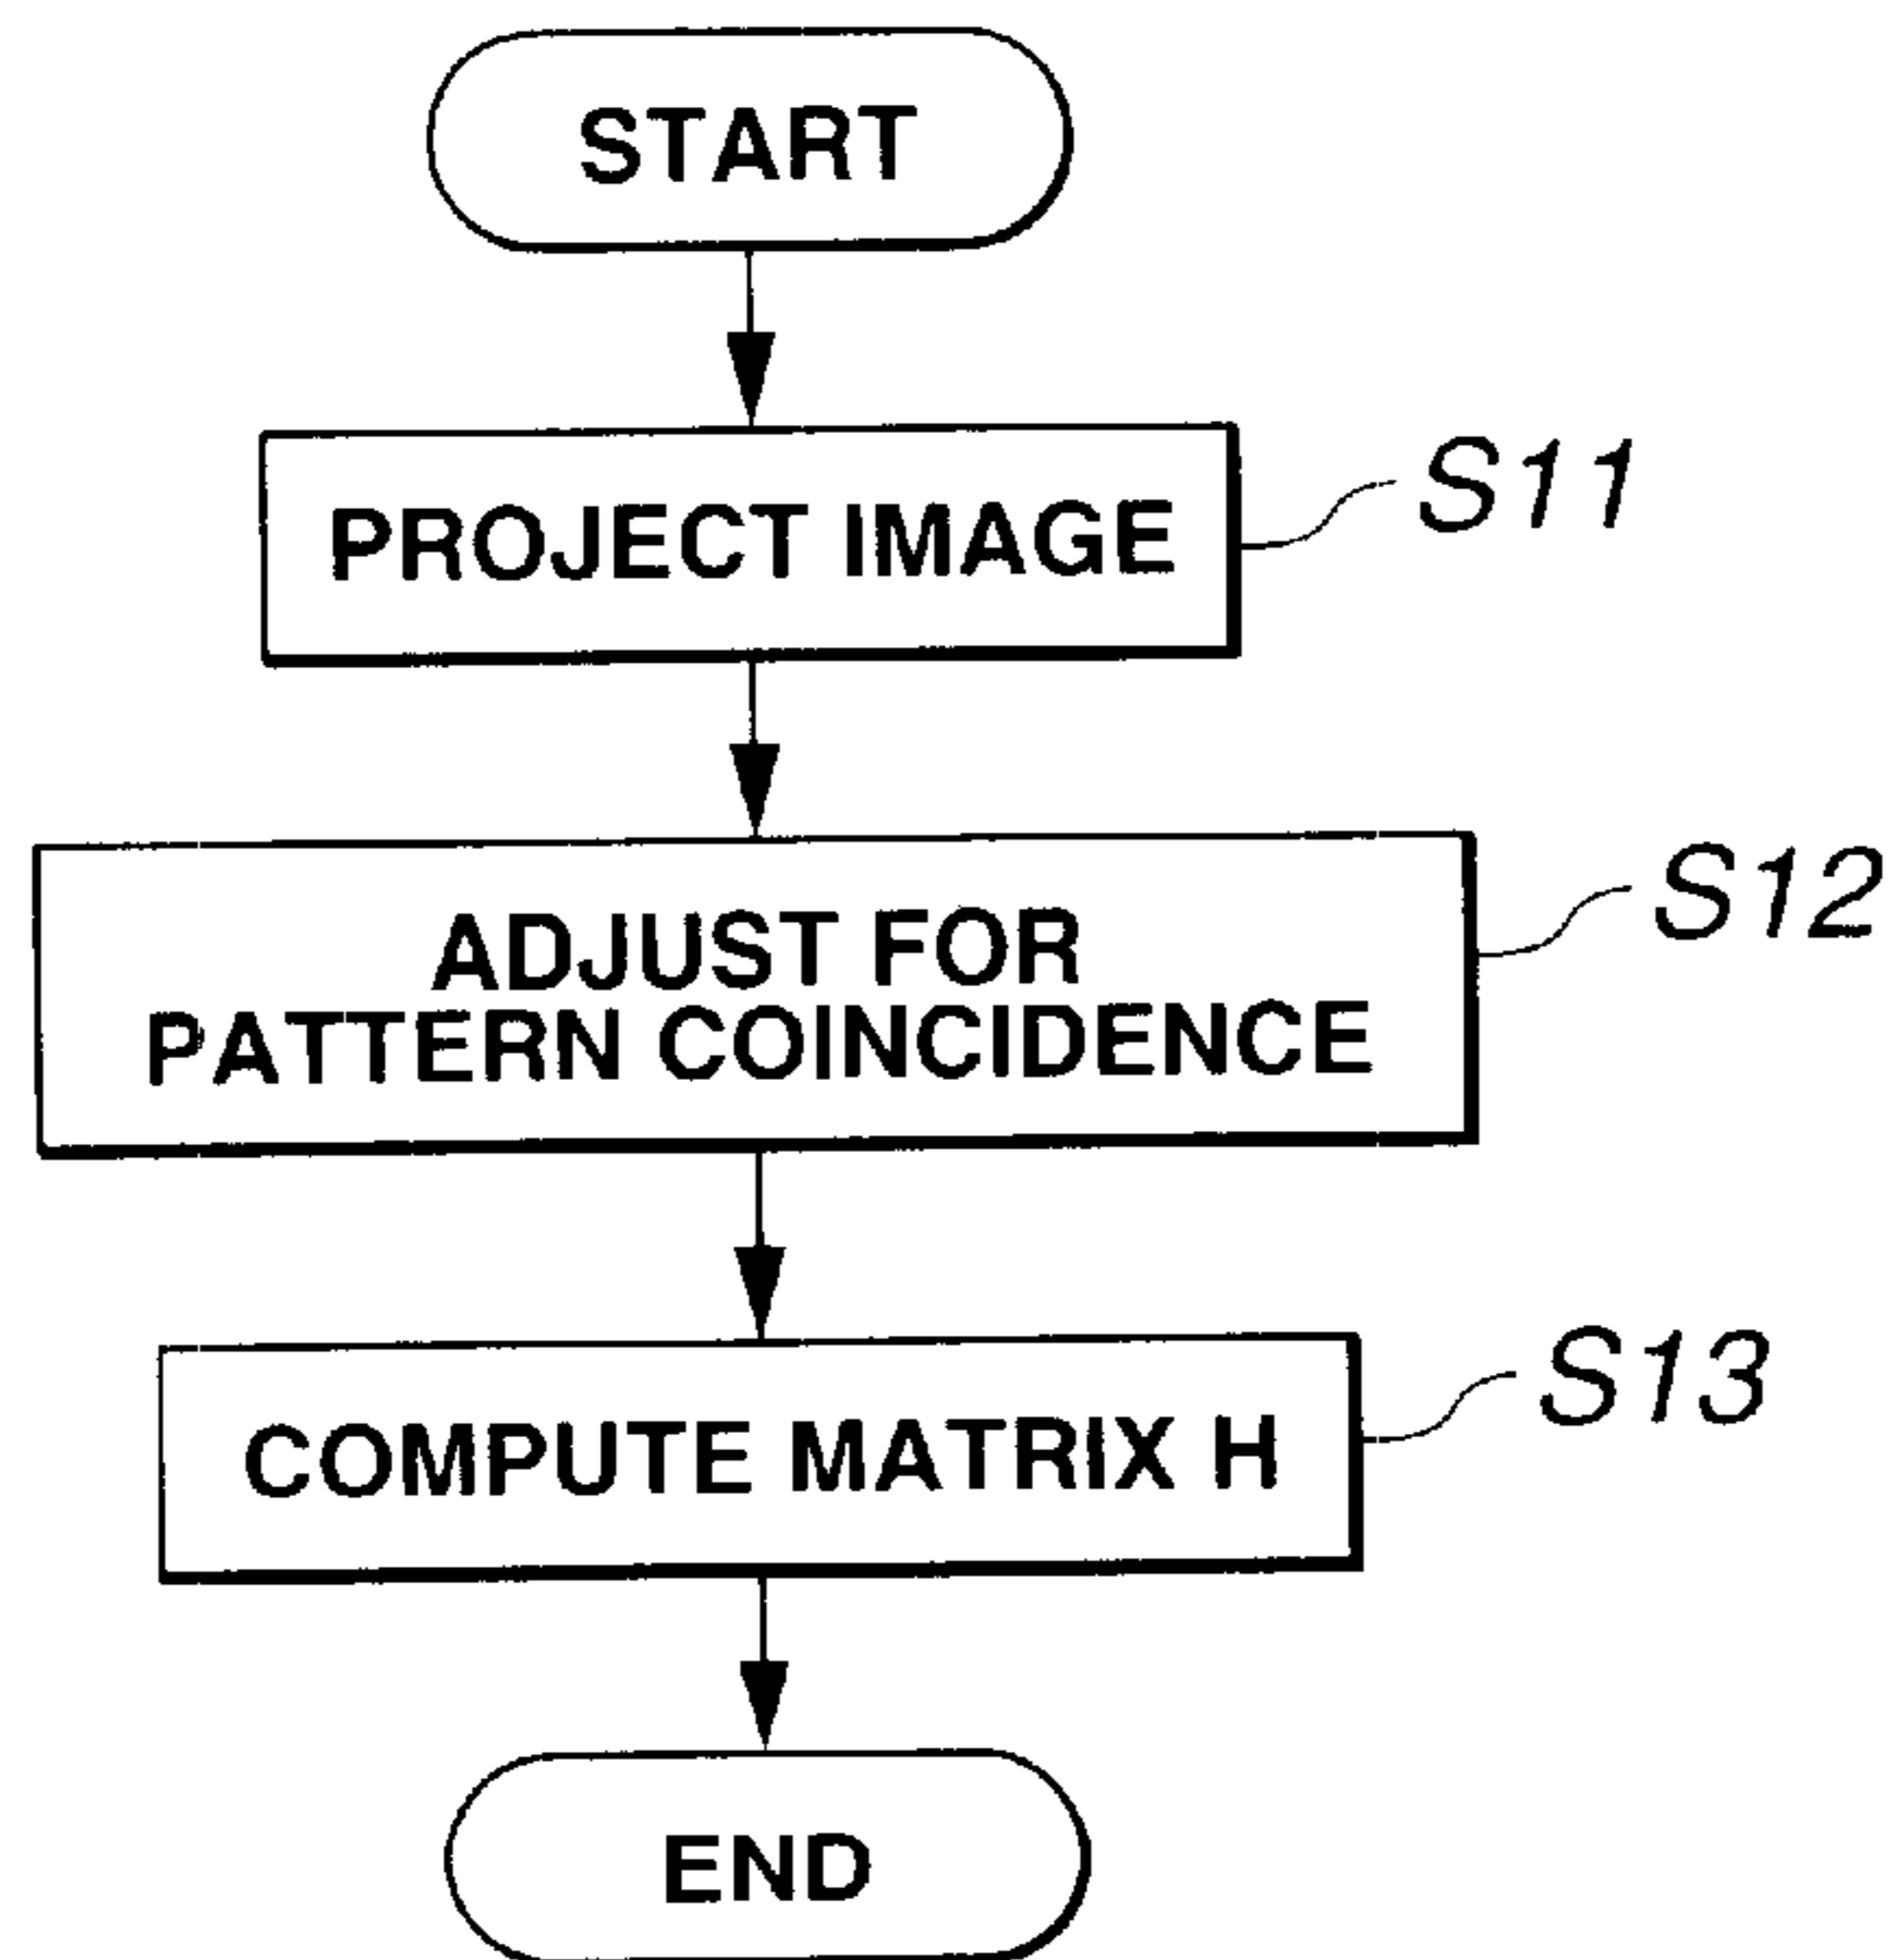 START
PROJECT IMAGE
S11
ADJUST FOR
PATTERN COINCIDENCE
S12
COMPUTE MATRIX H
S13
END